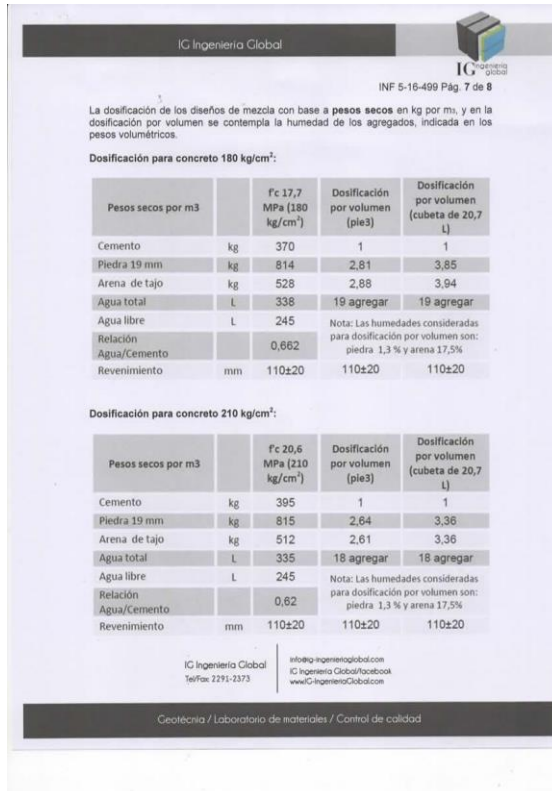 IG Ingeniería Global
IG Ingeniería
global
INF 5-16-499 Pág. 7 de 8
La dosificación de los diseños de mezcla con base a pesos secos en kg por m3, y en la
dosificación por volumen se contempla la humedad de los agregados, indicada en los
pesos volumétricos.
Dosificación para concreto 180 kg/cm²:
Pesos secos por m3 f'c 17,7 MPa (180 kg/cm²) Dosificación por volumen (pie3) Dosificación por volumen (cubeta de 20,7 L)
Cemento kg 370 1 1
Piedra 19 mm kg 814 2,81 3,85
Arena de tajo kg 528 2,88 3,94
Agua total L 338 19 agregar 19 agregar
Agua libre L 245
Relación Agua/Cemento 0,662
Nota: Las humedades consideradas
para dosificación por volumen son:
piedra 1,3 % y arena 17,5%
Revenimiento mm 110±20 110±20 110±20
Dosificación para concreto 210 kg/cm²:
Pesos secos por m3 f'c 20,6 MPa (210 kg/cm²) Dosificación por volumen (pie3) Dosificación por volumen (cubeta de 20,7 L)
Cemento kg 395 1 1
Piedra 19 mm kg 815 2,64 3,36
Arena de tajo kg 512 2,61 3,36
Agua total L 335 18 agregar 18 agregar
Agua libre L 245
Relación Agua/Cemento 0,62
Nota: Las humedades consideradas
para dosificación por volumen son:
piedra 1,3 % y arena 17,5%
Revenimiento mm 110±20 110±20 110±20
IG Ingeniería Global
Tel/Fax: 2291-2373
info@ig-ingenieriaglobal.com
IG Ingenieria Global/facebook
www.IG-IngenieriaGlobal.com
Geotécnia / Laboratorio de materiales / Control de calidad